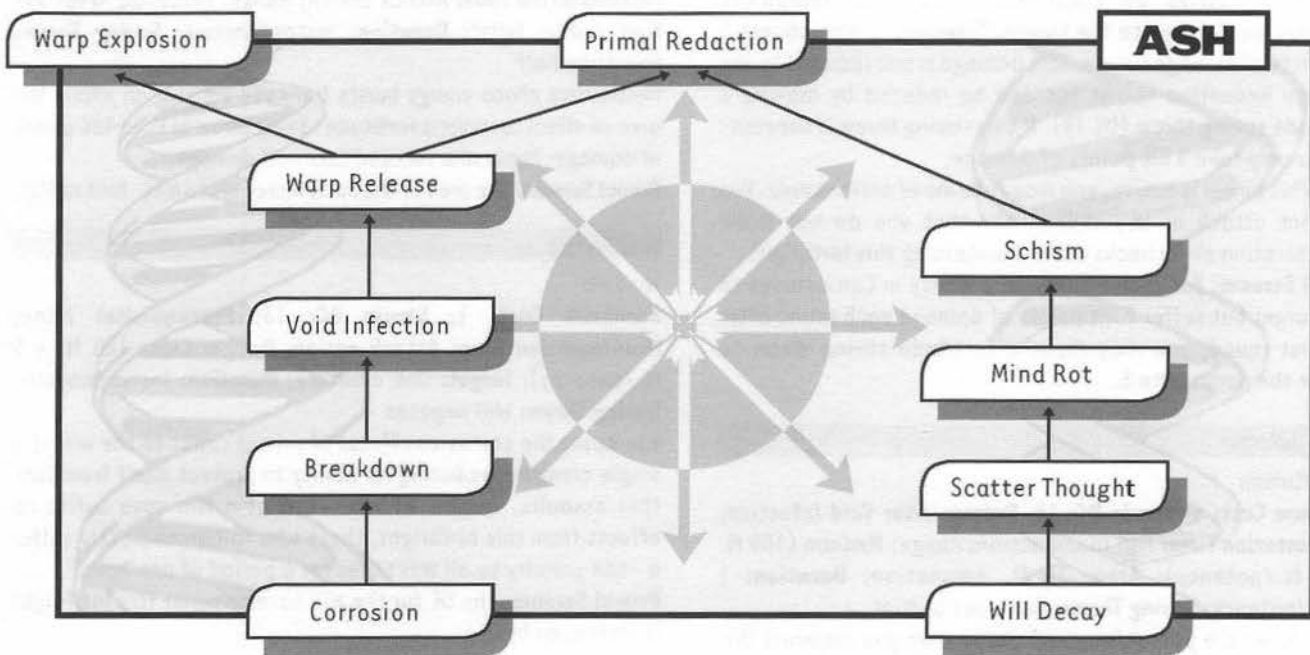 Warp Explosion
Primal Redaction
ASH
Warp Release
Schism
Void Infection
Mind Rot
Breakdown
Scatter Thought
Corrosion
Will Decay